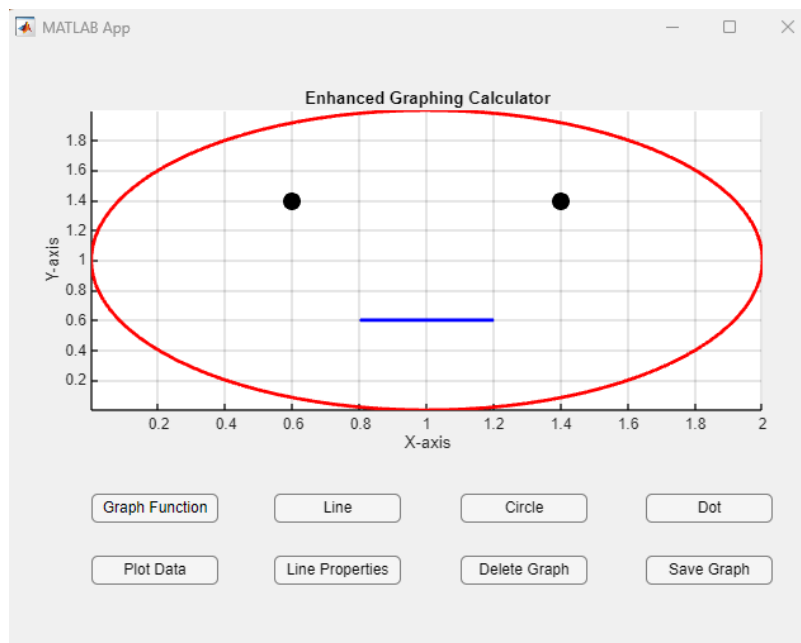 MATLAB App
Enhanced Graphing Calculator
1.8
1.6
1.4
1.2
1
0.8
0.6
0.4
0.2
Y-axis
0.2 0.4 0.6 0.8 1 1.2 1.4 1.6 1.8 2
X-axis
Graph Function Line Circle Dot
Plot Data Line Properties Delete Graph Save Graph